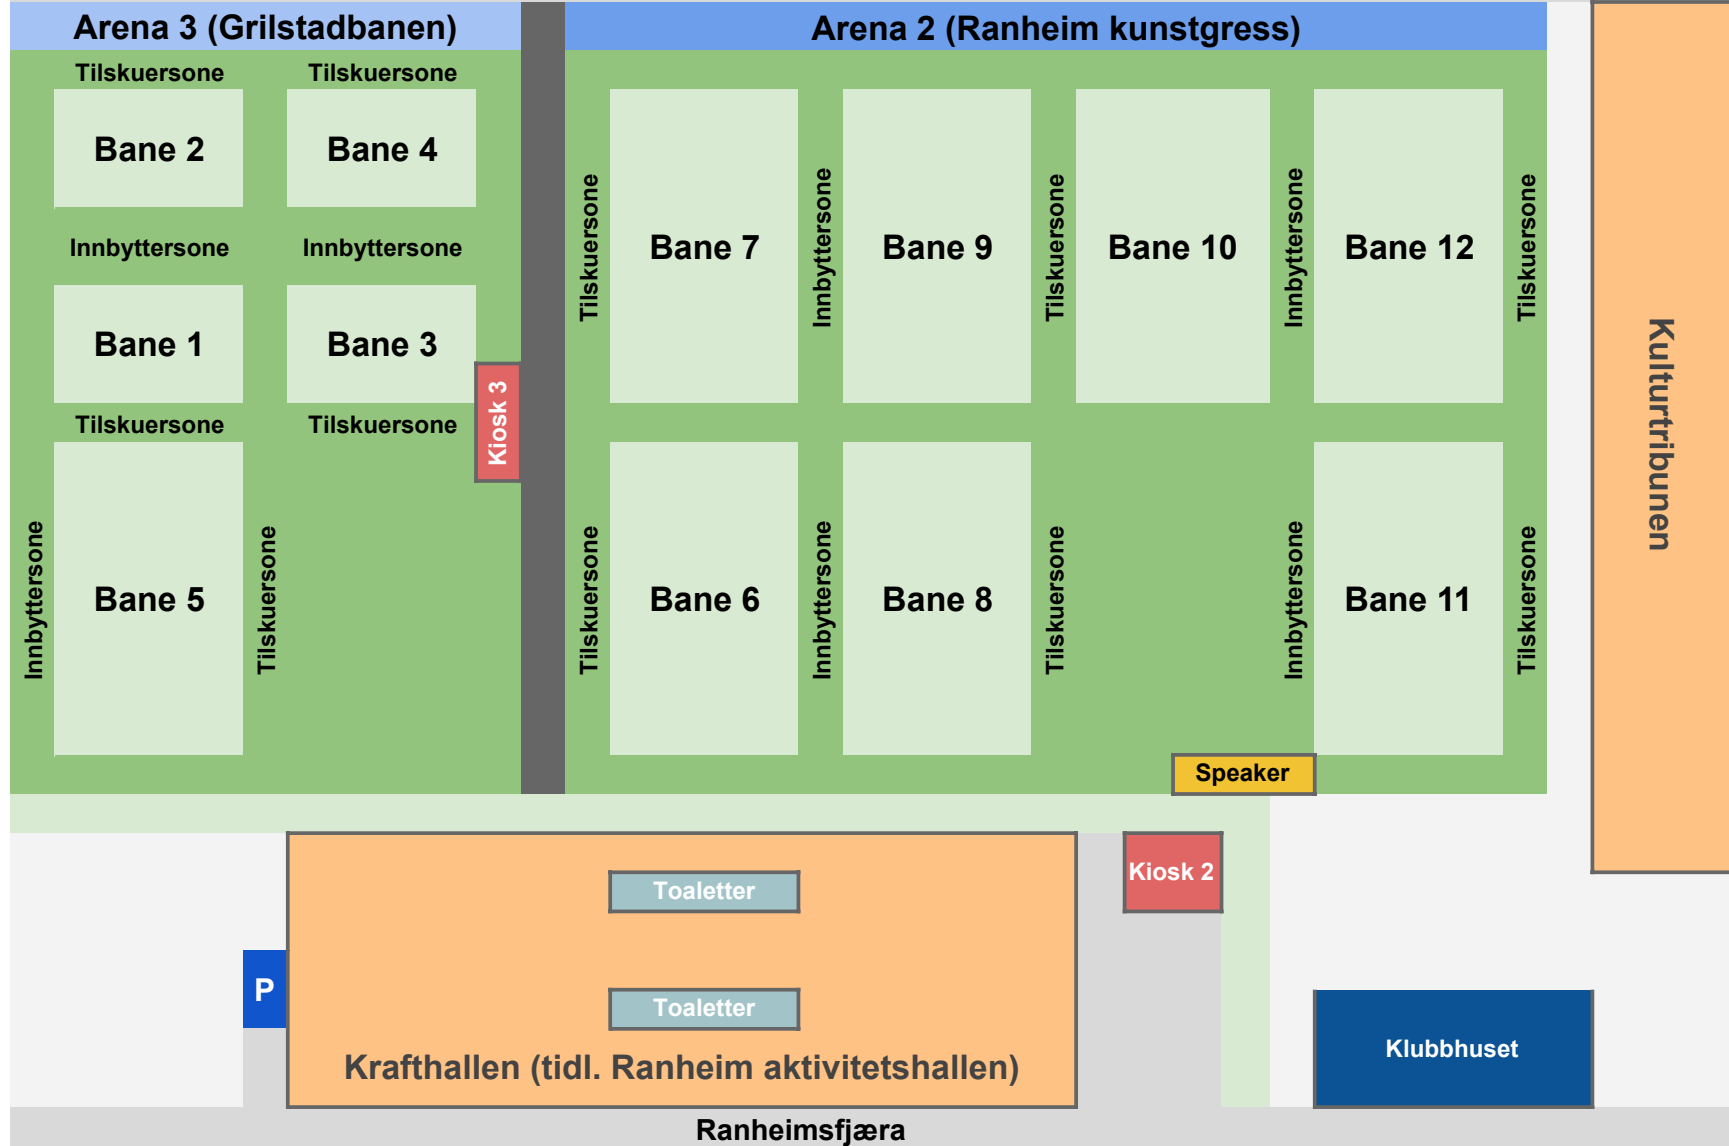 Arena 3 (Grilstadbanen)
Arena 2 (Ranheim kunstgress)
Tilskuersone
Tilskuersone
Bane 2
Bane 4
Innbyttersone
Innbyttersone
Bane 1
Bane 3
Kiosk 3
Tilskuersone
Tilskuersone
Innbyttersone
Bane 5
Tilskuersone
Tilskuersone
Bane 7
Innbyttersone
Bane 9
Tilskuersone
Bane 10
Innbyttersone
Bane 12
Tilskuersone
Tilskuersone
Bane 6
Innbyttersone
Bane 8
Tilskuersone
Innbyttersone
Bane 11
Tilskuersone
Kulturtribunen
Speaker
Kiosk 2
Toaletter
P
Toaletter
Krafthallen (tidl. Ranheim aktivitetshallen)
Klubbhuset
Ranheimsfjæra